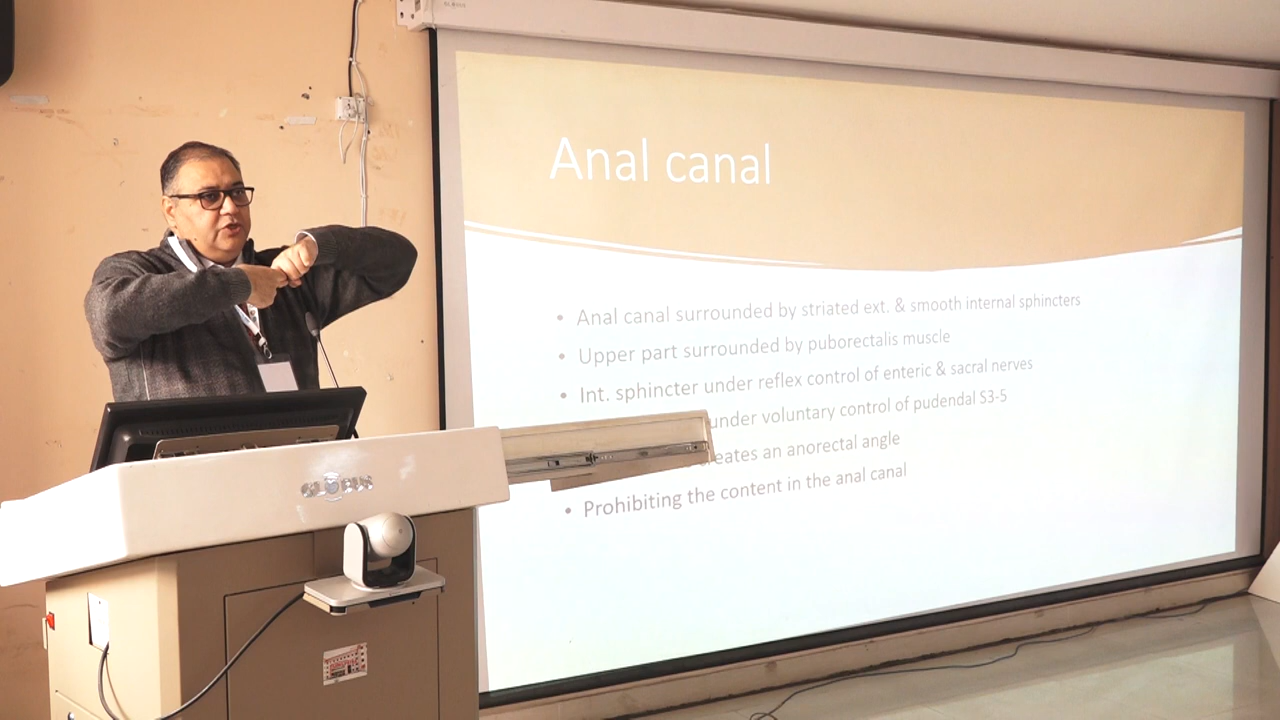 Anal canal
• Anal canal surrounded by striated ext. & smooth internal sphincters
• Upper part surrounded by puborectalis muscle
• Int. sphincter under reflex control of enteric & sacral nerves
under voluntary control of pudendal S3-5
creates an anorectal angle
• Prohibiting the content in the anal canal